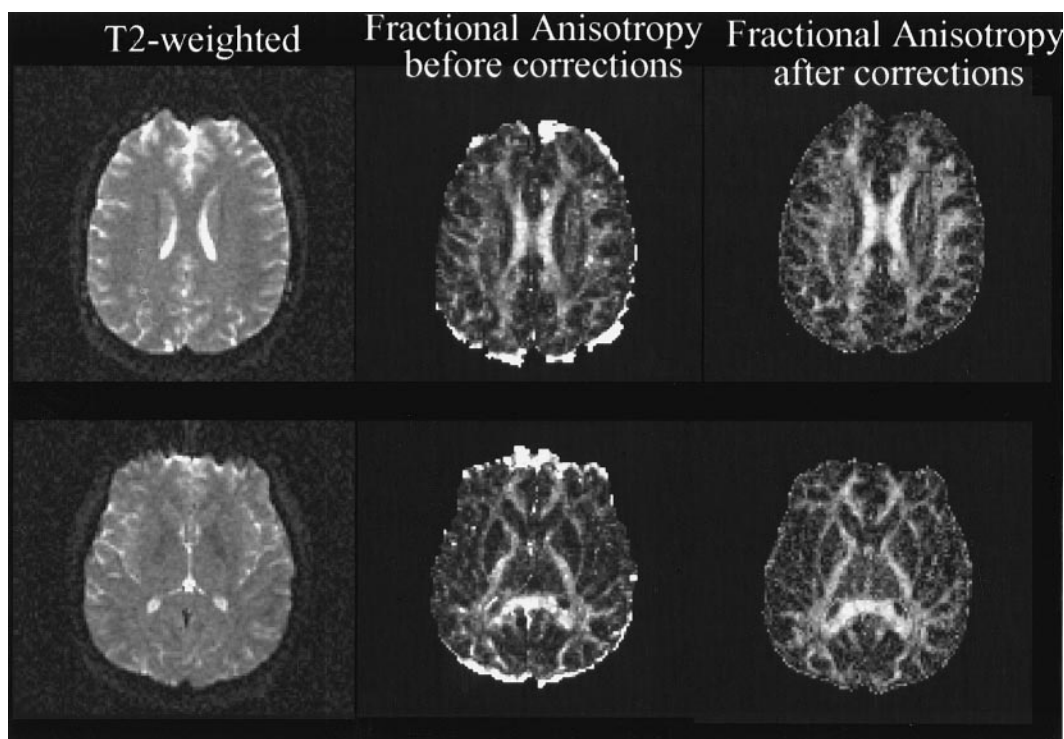 T2-weighted
Fractional Anisotropy
before corrections
Fractional Anisotropy
after corrections